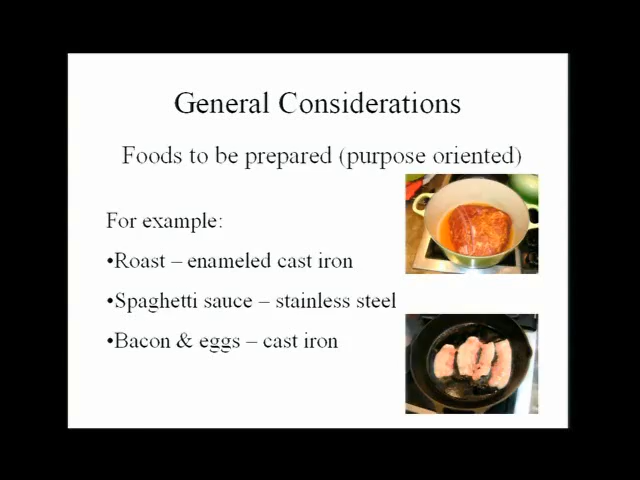 General Considerations
Foods to be prepared (purpose oriented)
For example:
•Roast – enameled cast iron
•Spaghetti sauce – stainless steel
•Bacon & eggs – cast iron